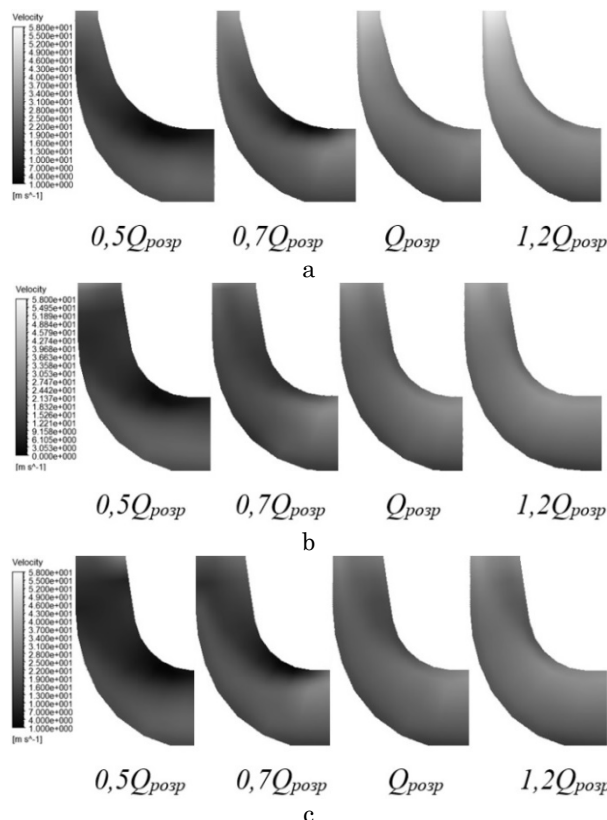 Velocity
5.800e+001
5.500e+001
5.200e+001
4.900e+001
4.600e+001
4.300e+001
4.000e+001
3.700e+001
3.400e+001
3.100e+001
2.800e+001
2.500e+001
2.200e+001
1.900e+001
1.600e+001
1.300e+001
1.000e+001
7.000e+000
4.000e+000
1.000e+000
[m s^-1]
0,5Qрозр 0,7Qрозр Qрозр 1,2Qрозр
a
Velocity
5.800e+001
5.495e+001
5.189e+001
4.884e+001
4.579e+001
4.274e+001
3.968e+001
3.663e+001
3.358e+001
3.053e+001
2.747e+001
2.442e+001
2.137e+001
1.832e+001
1.526e+001
1.221e+001
9.158e+000
6.105e+000
3.053e+000
0.000e+000
[m s^-1]
0,5Qрозр 0,7Qрозр Qрозр 1,2Qрозр
b
Velocity
5.800e+001
5.500e+001
5.200e+001
4.900e+001
4.600e+001
4.300e+001
4.000e+001
3.700e+001
3.400e+001
3.100e+001
2.800e+001
2.500e+001
2.200e+001
1.900e+001
1.600e+001
1.300e+001
1.000e+001
7.000e+000
4.000e+000
1.000e+000
[m s^-1]
0,5Qрозр 0,7Qрозр Qрозр 1,2Qрозр
c